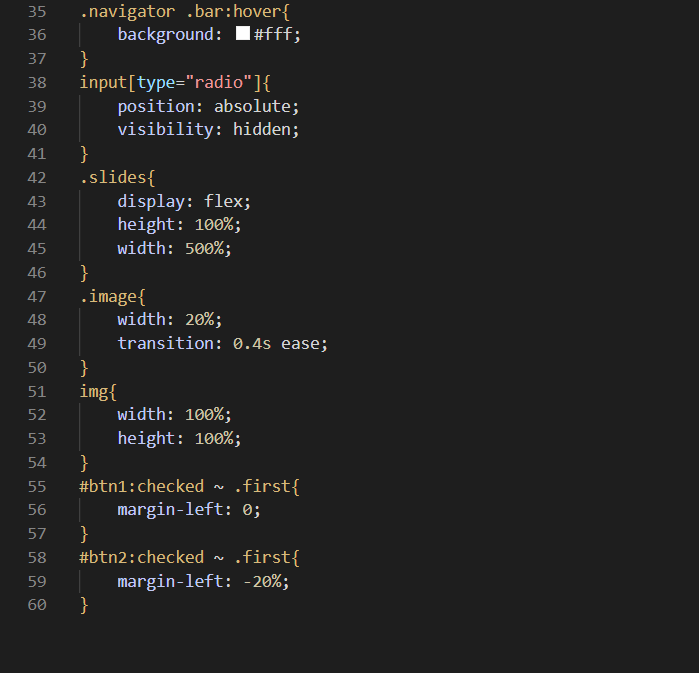 35 .navigator .bar:hover{
36     background: #fff;
37 }
38 input[type="radio"]{
39     position: absolute;
40     visibility: hidden;
41 }
42 .slides{
43     display: flex;
44     height: 100%;
45     width: 500%;
46 }
47 .image{
48     width: 20%;
49     transition: 0.4s ease;
50 }
51 img{
52     width: 100%;
53     height: 100%;
54 }
55 #btn1:checked ~ .first{
56     margin-left: 0;
57 }
58 #btn2:checked ~ .first{
59     margin-left: -20%;
60 }